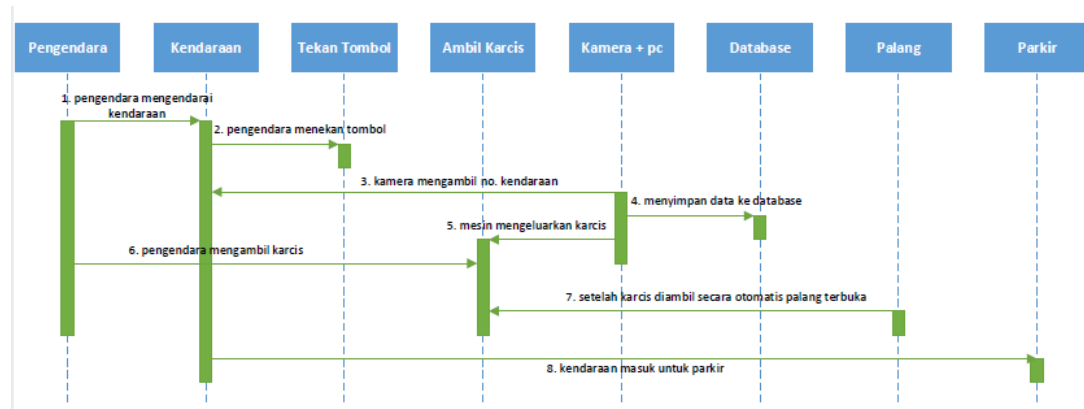 Pengendara
Kendaraan
Tekan Tombol
Ambil Karcis
Kamera + pc
Database
Palang
Parkir
1. pengendara mengendarai
kendaraan
2. pengendara menekan tombol
3. kamera mengambil no. kendaraan
4. menyimpan data ke database
5. mesin mengeluarkan karcis
6. pengendara mengambil karcis
7. setelah karcis diambil secara otomatis palang terbuka
8. kendaraan masuk untuk parkir